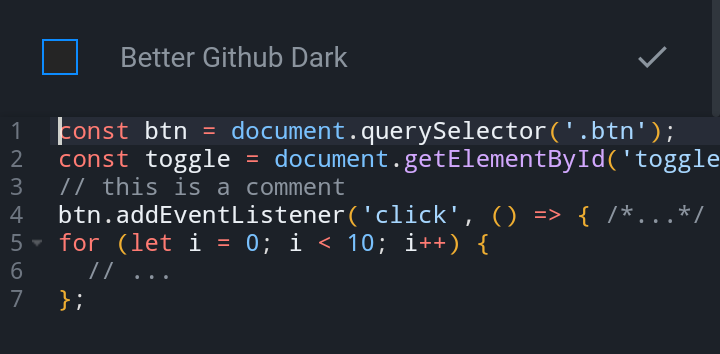 Better Github Dark
1 const btn = document.querySelector('.btn');
2 const toggle = document.getElementById('toggle
3 // this is a comment
4 btn.addEventListener('click', () => { /*...*/
5 for (let i = 0; i < 10; i++) {
6   // ...
7 };